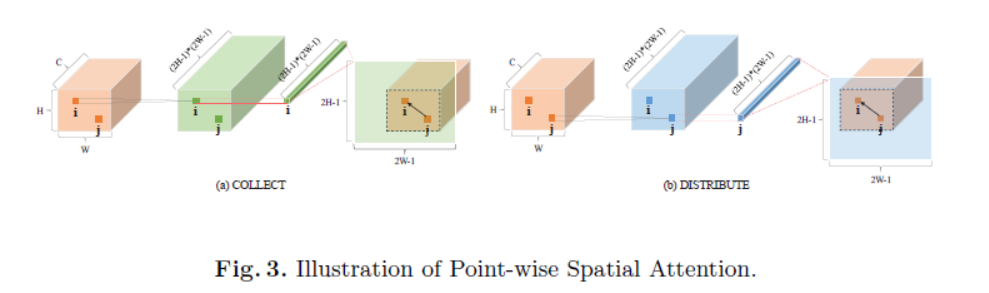 C
H
W
i
j
(2H-1)*(2W-1)
i
j
(2H-1)*(2W-1)
i
2H-1
i
j
2W-1
(a) COLLECT
C
H
W
i
j
(2H-1)*(2W-1)
i
j
(2H-1)*(2W-1)
j
2H-1
i
j
2W-1
(b) DISTRIBUTE
Fig. 3. Illustration of Point-wise Spatial Attention.